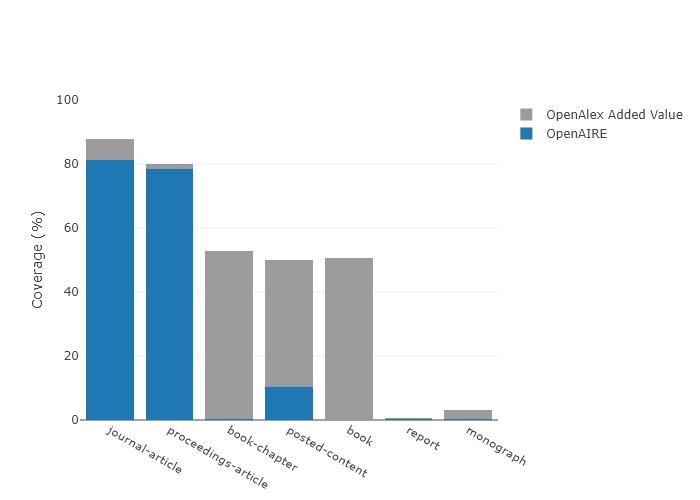 100
80
60
40
20
0
Coverage (%)
journal-article
proceedings-article
book-chapter
posted-content
book
report
monograph
OpenAlex Added Value
OpenAIRE